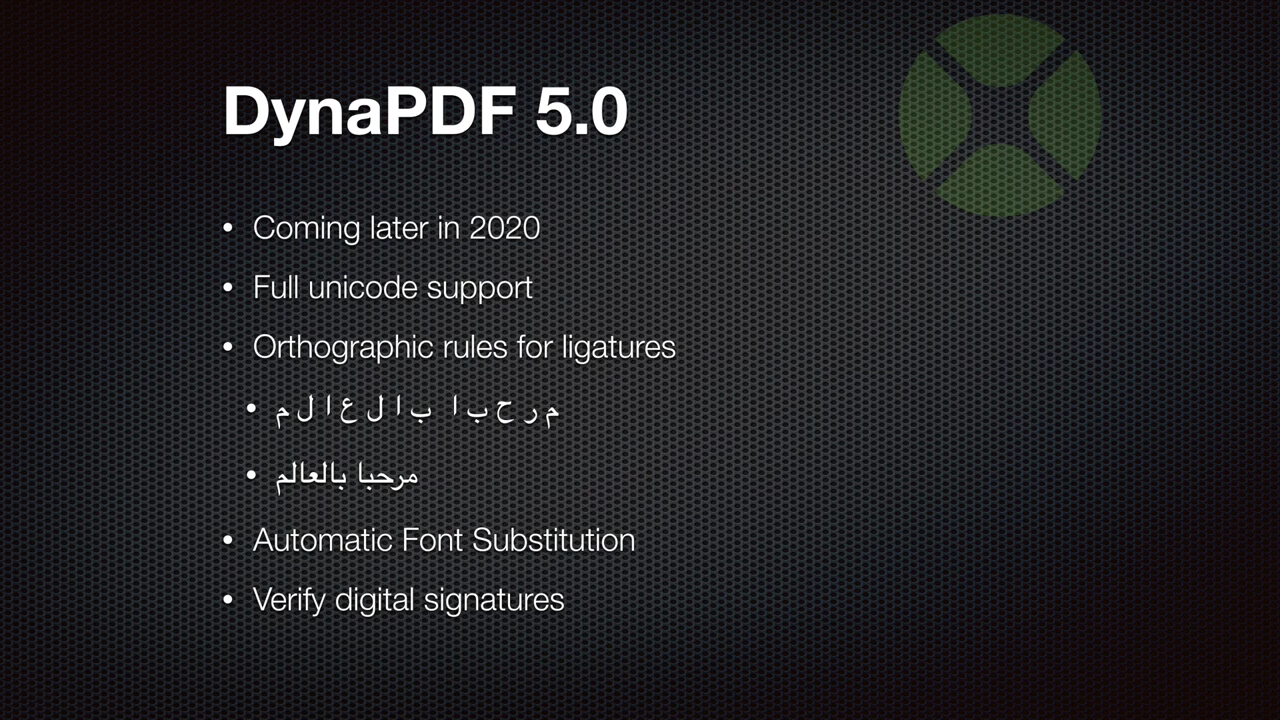 DynaPDF 5.0
• Coming later in 2020
• Full unicode support
• Orthographic rules for ligatures
• م ر ح ب ا   ب ا ل ع ا ل م
• مرحبا بالعالم
• Automatic Font Substitution
• Verify digital signatures